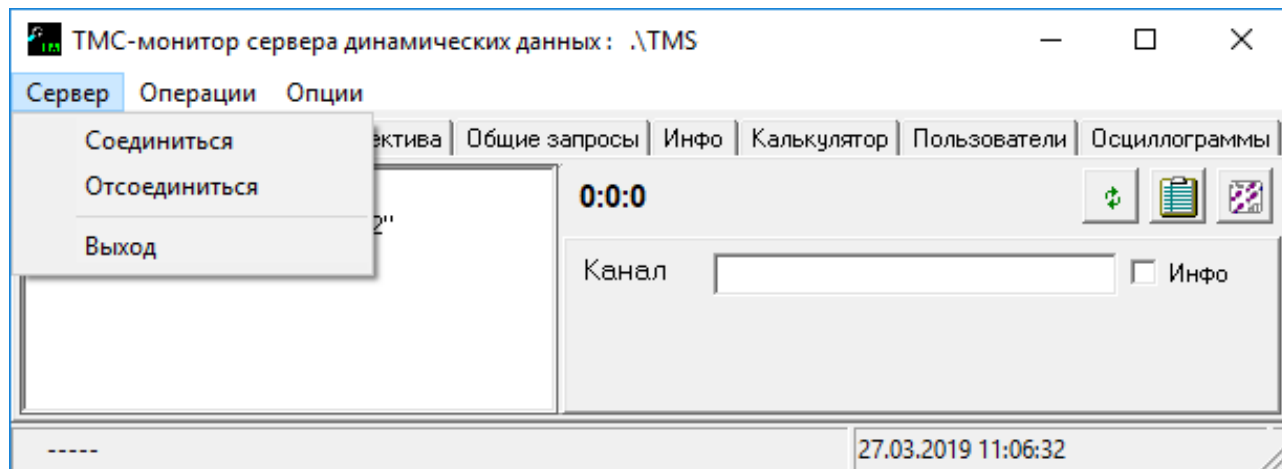 ТМС-монитор сервера динамических данных : .\TMS
Сервер Операции Опции
Соединиться
Отсоединиться
Выход
Общие запросы Инфо Калькулятор Пользователи Осциллограммы
0:0:0
2"
Канал
Инфо
-----
27.03.2019 11:06:32